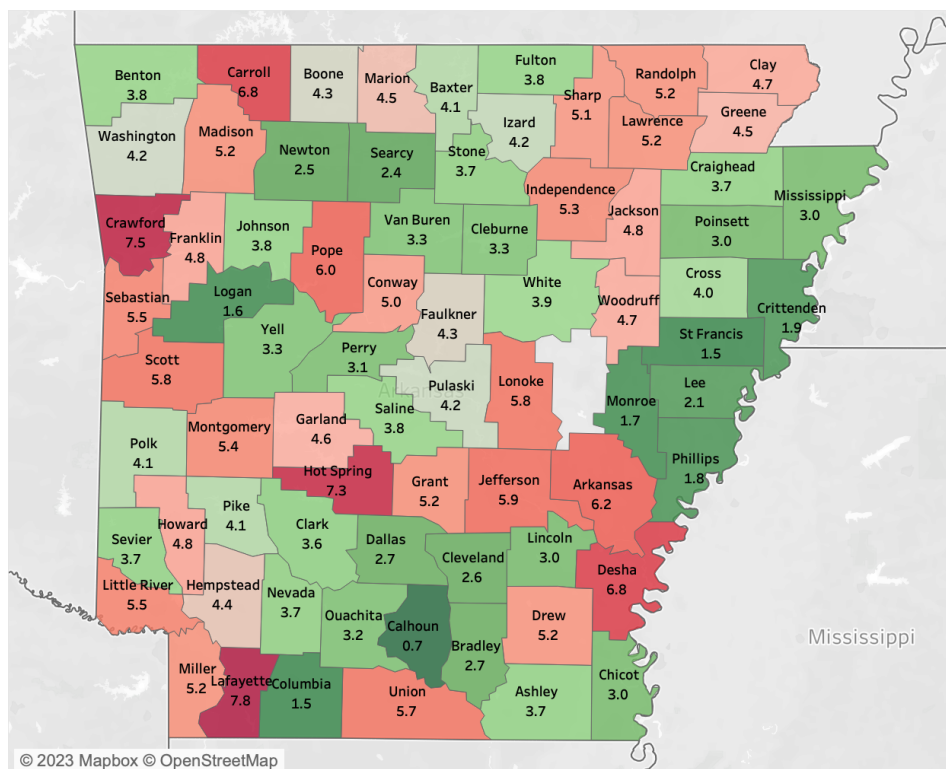 Benton
3.8
Carroll
6.8
Boone
4.3
Marion
4.5
Baxter
4.1
Fulton
3.8
Sharp
5.1
Randolph
5.2
Clay
4.7
Washington
4.2
Madison
5.2
Newton
2.5
Searcy
2.4
Stone
3.7
Izard
4.2
Lawrence
5.2
Greene
4.5
Independence
5.3
Craighead
3.7
Mississippi
3.0
Crawford
7.5
Franklin
4.8
Johnson
3.8
Pope
6.0
Van Buren
3.3
Cleburne
3.3
Jackson
4.8
Poinsett
3.0
Sebastian
5.5
Logan
1.6
Conway
5.0
White
3.9
Woodruff
4.7
Cross
4.0
Crittenden
1.9
Yell
3.3
Faulkner
4.3
St Francis
1.5
Scott
5.8
Perry
3.1
Arkansas
Pulaski
4.2
Lonoke
5.8
Monroe
1.7
Lee
2.1
Polk
4.1
Montgomery
5.4
Garland
4.6
Saline
3.8
Phillips
1.8
Hot Spring
7.3
Grant
5.2
Jefferson
5.9
Arkansas
6.2
Sevier
3.7
Howard
4.8
Pike
4.1
Clark
3.6
Dallas
2.7
Cleveland
2.6
Lincoln
3.0
Desha
6.8
Little River
5.5
Hempstead
4.4
Nevada
3.7
Ouachita
3.2
Calhoun
0.7
Bradley
2.7
Drew
5.2
Mississippi
Miller
5.2
Lafayette
7.8
Columbia
1.5
Union
5.7
Ashley
3.7
Chicot
3.0
© 2023 Mapbox © OpenStreetMap